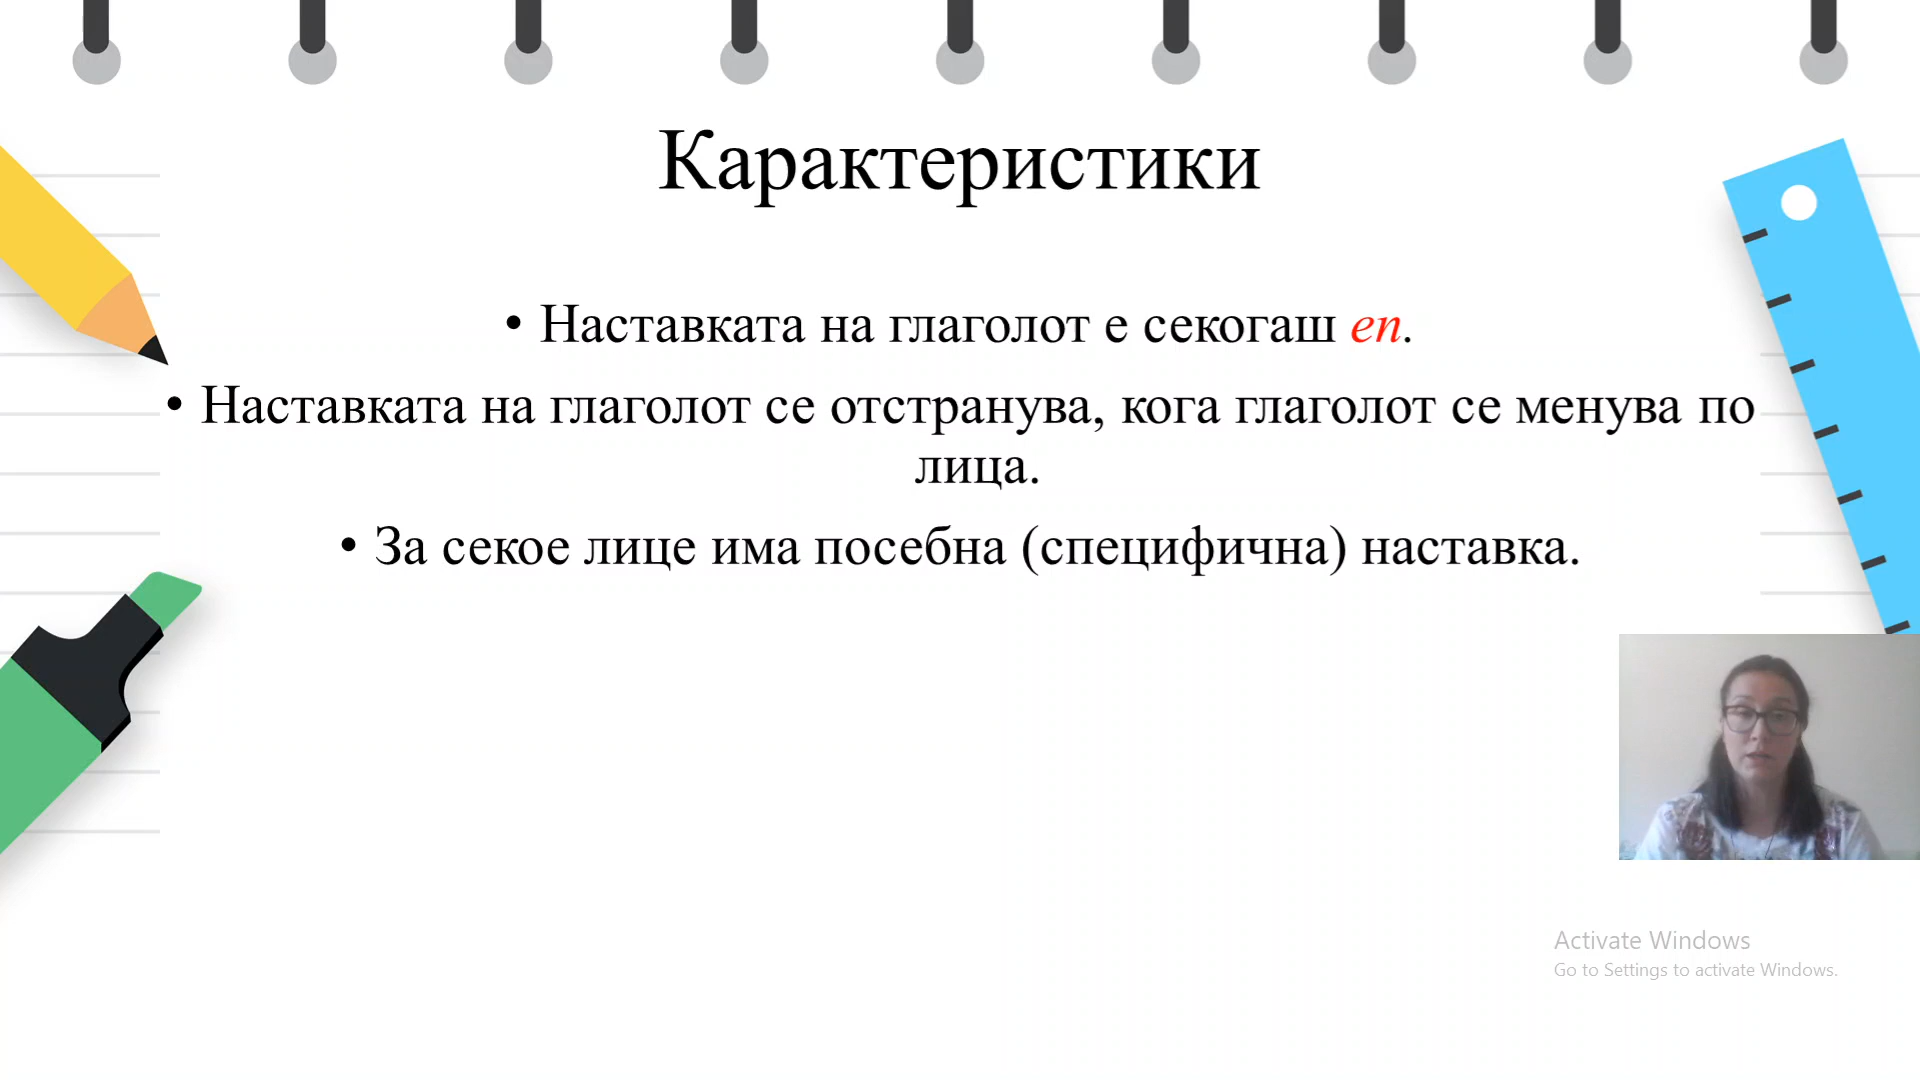 Карактеристики
• Наставката на глаголот е секогаш en.
• Наставката на глаголот се отстранува, кога глаголот се менува по
лица.
• За секое лице има посебна (специфична) наставка.
Activate Windows
Go to Settings to activate Windows.